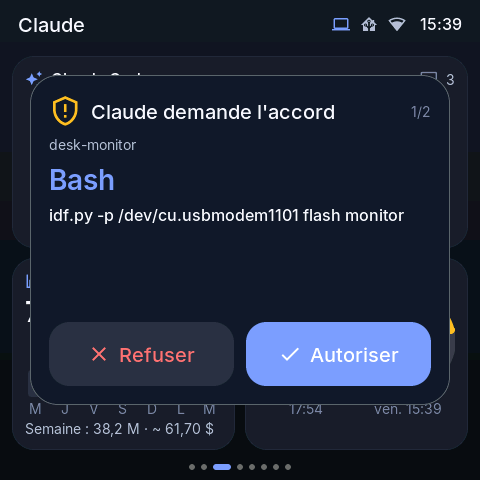 Claude
15:39
3
Claude demande l'accord
1/2
desk-monitor
Bash
idf.py -p /dev/cu.usbmodem1101 flash monitor
Refuser
Autoriser
M J V S D L M
17:54
ven. 15:39
Semaine : 38,2 M · ~ 61,70 $